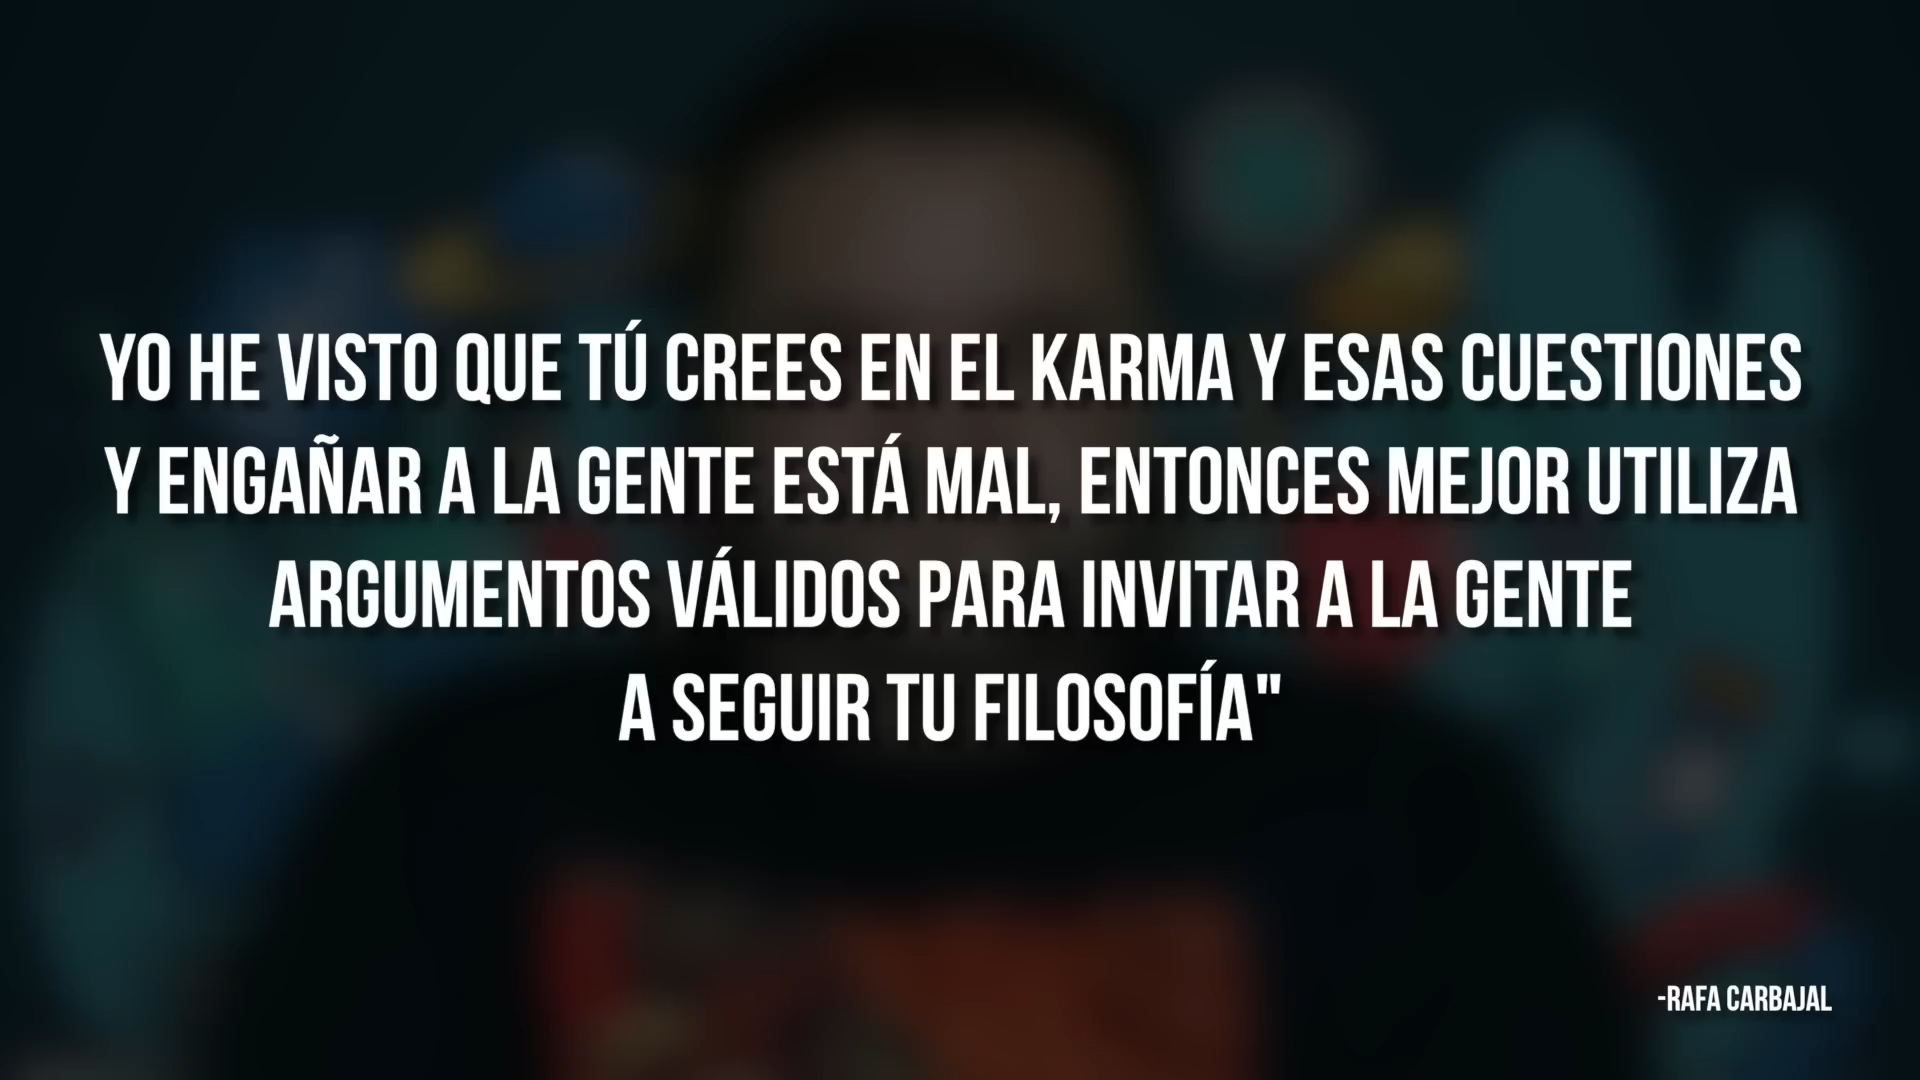 YO HE VISTO QUE TÚ CREES EN EL KARMA Y ESAS CUESTIONES
Y ENGAÑAR A LA GENTE ESTÁ MAL, ENTONCES MEJOR UTILIZA
ARGUMENTOS VÁLIDOS PARA INVITAR A LA GENTE
A SEGUIR TU FILOSOFÍA"
-RAFA CARBAJAL